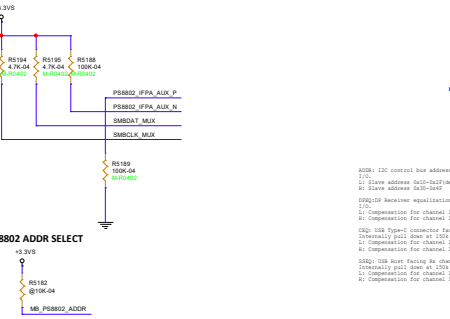 +3.3VS
R5194
4.7K-04
M-R0402
R5195
4.7K-04
M-R0402
R5188
100K-04
M-R0402
PS8802_IFPA_AUX_P
PS8802_IFPA_AUX_N
SMBDAT_MUX
SMBCLK_MUX
R5189
100K-04
M-R0402
8802 ADDR SELECT
+3.3VS
R5182
@10K-04
MB_PS8802_ADDR
ADDR: I2C control bus address
I/O.
L: Slave address 0x10-0x2F(de
H: Slave address 0x30-0x4F
DPEQ:DP Receiver equalization
I/O.
L: Compensation for channel
H: Compensation for channel
CEQ: USB Type-C connector fa
Internally pull down at 150k
L: Compensation for channel
H: Compensation for channel
SSEQ: USB Host facing Rx cha
Internally pull down at 150k
L: Compensation for channel
H: Compensation for channel